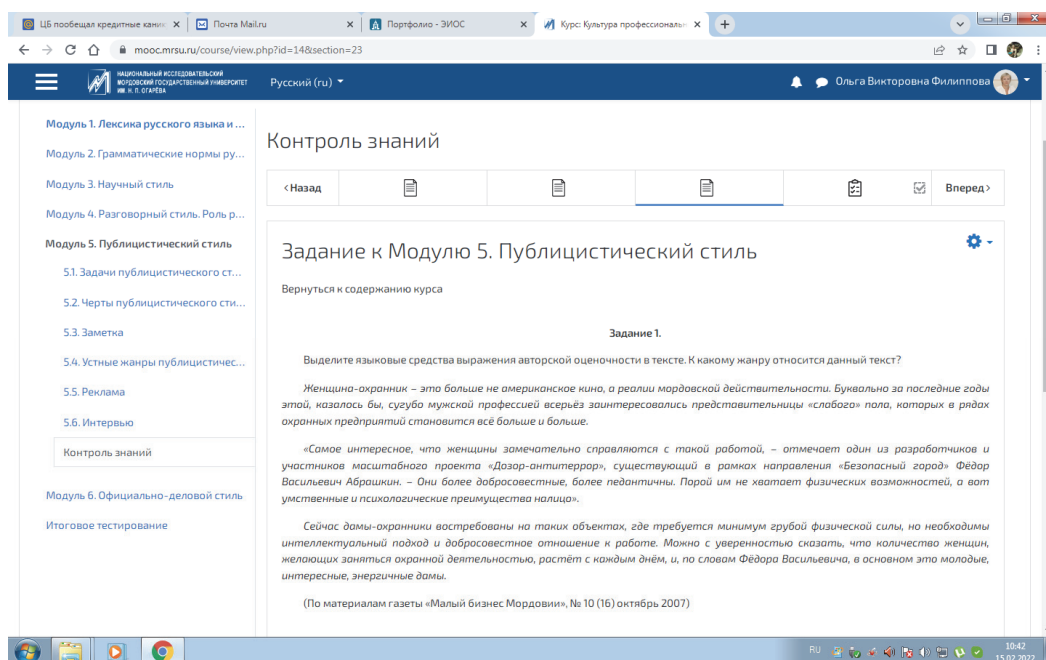 ЦБ пообещал кредитные кани
Почта Mail.ru
Портфолио - ЭИОС
Курс: Культура професс
mooc.mrsu.ru/course/view.php?id=14&section=23
НАЦИОНАЛЬНЫЙ ИССЛЕДОВАТЕЛЬСКИЙ
МОРДОВСКИЙ ГОСУДАРСТВЕННЫЙ УНИВЕРСИТЕТ
ИМ. Н. П. ОГАРЁВА
Русский (ru)
Ольга Викторовна Филиппова
Модуль 1. Лексика русского языка и ...
Модуль 2. Грамматические нормы ру...
Модуль 3. Научный стиль
Модуль 4. Разговорный стиль. Роль р...
Модуль 5. Публицистический стиль
5.1. Задачи публицистического ст...
5.2. Черты публицистического сти...
5.3. Заметка
5.4. Устные жанры публицистичес...
5.5. Реклама
5.6. Интервью
Контроль знаний
Модуль 6. Официально-деловой стиль
Итоговое тестирование
Контроль знаний
‹ Назад
Вперед ›
Задание к Модулю 5. Публицистический стиль
Вернуться к содержанию курса
Задание 1.
Выделите языковые средства выражения авторской оценочности в тексте. К какому жанру относится данный текст?
Женщина-охранник – это больше не американское кино, а реалии мордовской действительности. Буквально за последние годы
этой, казалось бы, сугубо мужской профессией всерьёз заинтересовались представительницы «слабого» пола, которых в рядах
охранных предприятий становится всё больше и больше.
«Самое интересное, что женщины замечательно справляются с такой работой, – отмечает один из разработчиков и
участников масштабного проекта «Дозор-антитеррор», существующий в рамках направления «Безопасный город» Фёдор
Васильевич Абрашкин. – Они более добросовестные, более педантичны. Порой им не хватает физических возможностей, а вот
умственные и психологические преимущества налицо».
Сейчас дамы-охранники востребованы на таких объектах, где требуется минимум грубой физической силы, но необходимы
интеллектуальный подход и добросовестное отношение к работе. Можно с уверенностью сказать, что количество женщин,
желающих заняться охранной деятельностью, растёт с каждым днём, и, по словам Фёдора Васильевича, в основном это молодые,
интересные, энергичные дамы.
(По материалам газеты «Малый бизнес Мордовии», № 10 (16) октябрь 2007)
RU
10:42
15.02.2022